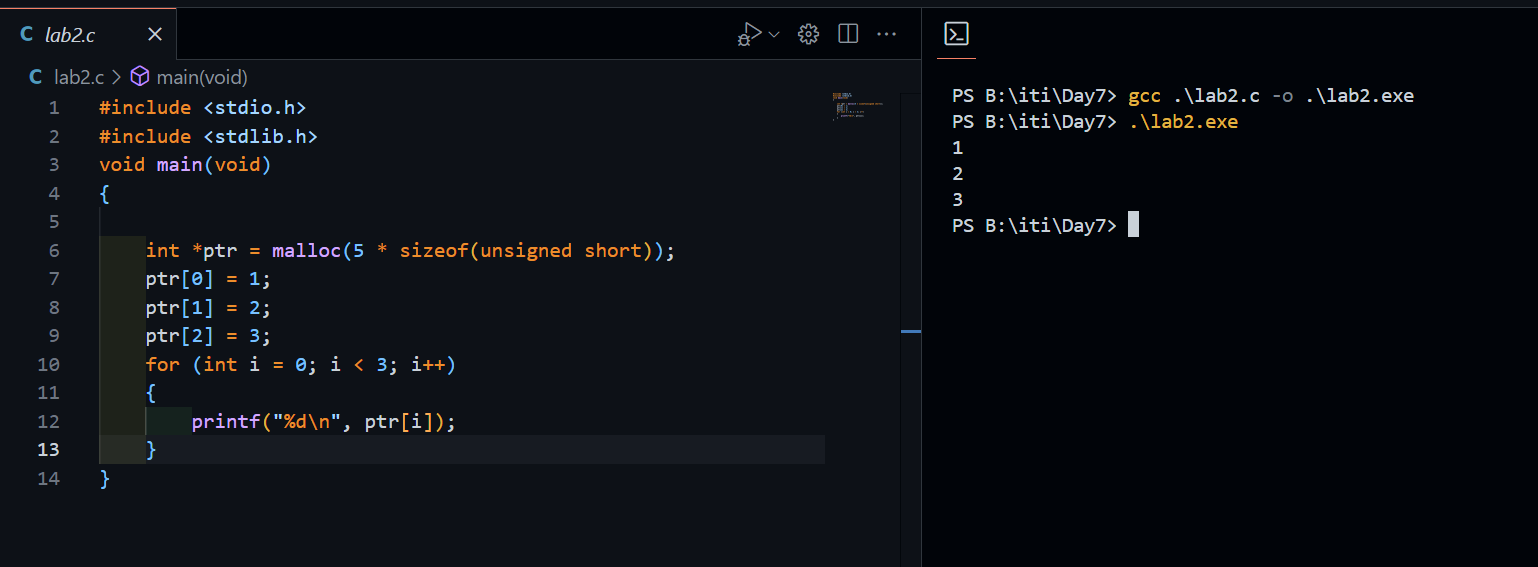 C lab2.c
C lab2.c > main(void)
1 #include <stdio.h>
2 #include <stdlib.h>
3 void main(void)
4 {
5
6 int *ptr = malloc(5 * sizeof(unsigned short));
7 ptr[0] = 1;
8 ptr[1] = 2;
9 ptr[2] = 3;
10 for (int i = 0; i < 3; i++)
11 {
12 printf("%d\n", ptr[i]);
13 }
14 }
PS B:\iti\Day7> gcc .\lab2.c -o .\lab2.exe
PS B:\iti\Day7> .\lab2.exe
1
2
3
PS B:\iti\Day7>